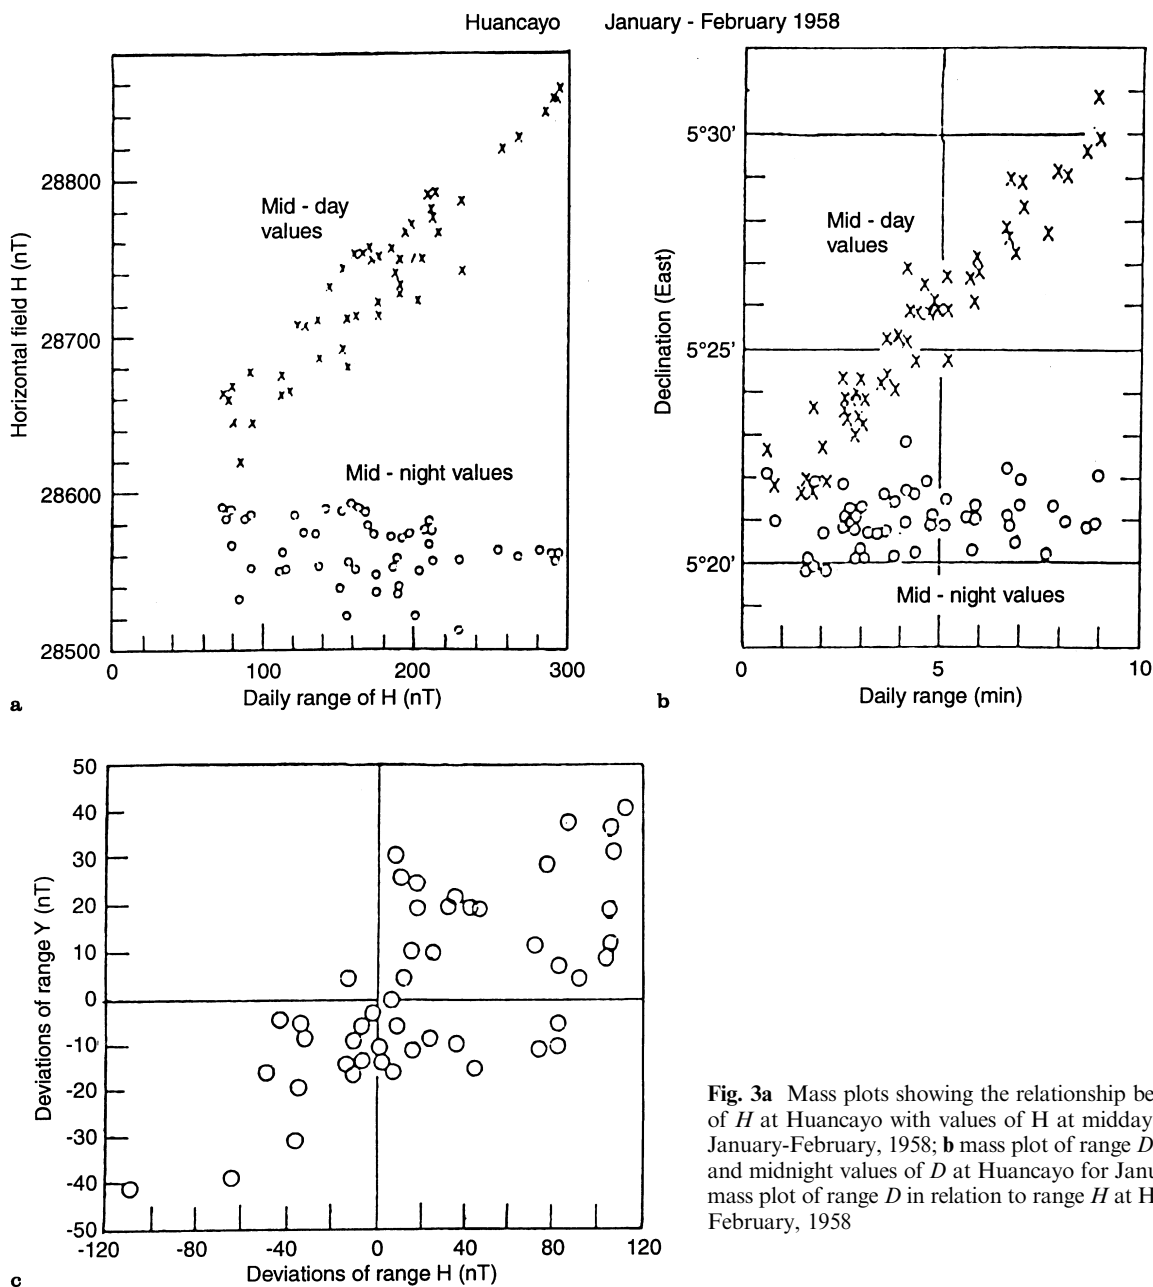 Huancayo January - February 1958
28800
28700
28600
28500
Horizontal field H (nT)
Mid - day
values
Mid - night values
0 100 200 300
Daily range of H (nT)
a
5°30'
5°25'
5°20'
Declination (East)
Mid - day
values
Mid - night values
0 5 10
Daily range (min)
b
50
40
30
20
10
0
-10
-20
-30
-40
-50
Deviations of range Y (nT)
-120 -80 -40 0 40 80 120
Deviations of range H (nT)
c
Fig. 3a Mass plots showing the relationship be
of H at Huancayo with values of H at midday
January-February, 1958; b mass plot of range D
and midnight values of D at Huancayo for Janu
mass plot of range D in relation to range H at H
February, 1958